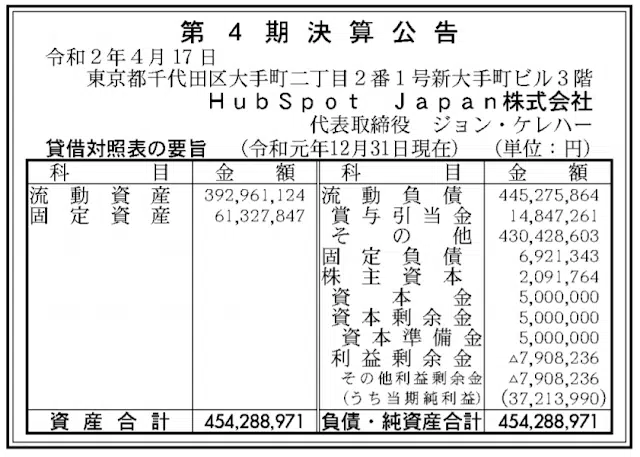 第4期決算公告
令和2年4月17日
東京都千代田区大手町二丁目2番1号新大手町ビル3階
HubSpot Japan株式会社
代表取締役 ジョン・ケレハー
貸借対照表の要旨 (令和元年12月31日現在) (単位:円)
科目 金額 科目 金額
流動資産 392,961,124 流動負債 445,275,864
固定資産 61,327,847 賞与引当金 14,847,261
その他 430,428,603
固定負債 6,921,343
株主資本 2,091,764
資本金 5,000,000
資本剰余金 5,000,000
資本準備金 5,000,000
利益剰余金 △7,908,236
その他利益剰余金 △7,908,236
(うち当期純利益) (37,213,990)
資産合計 454,288,971 負債・純資産合計 454,288,971